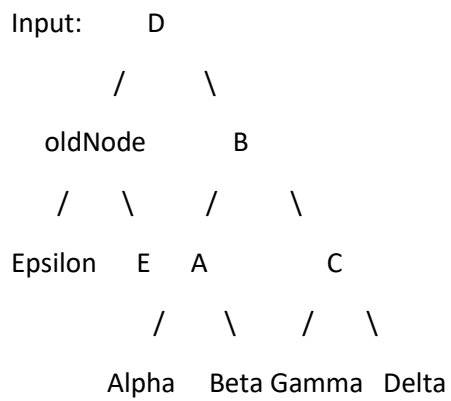 Input: D
/ \
oldNode B
/ \ / \
Epsilon E A C
/ \ / \
Alpha Beta Gamma Delta